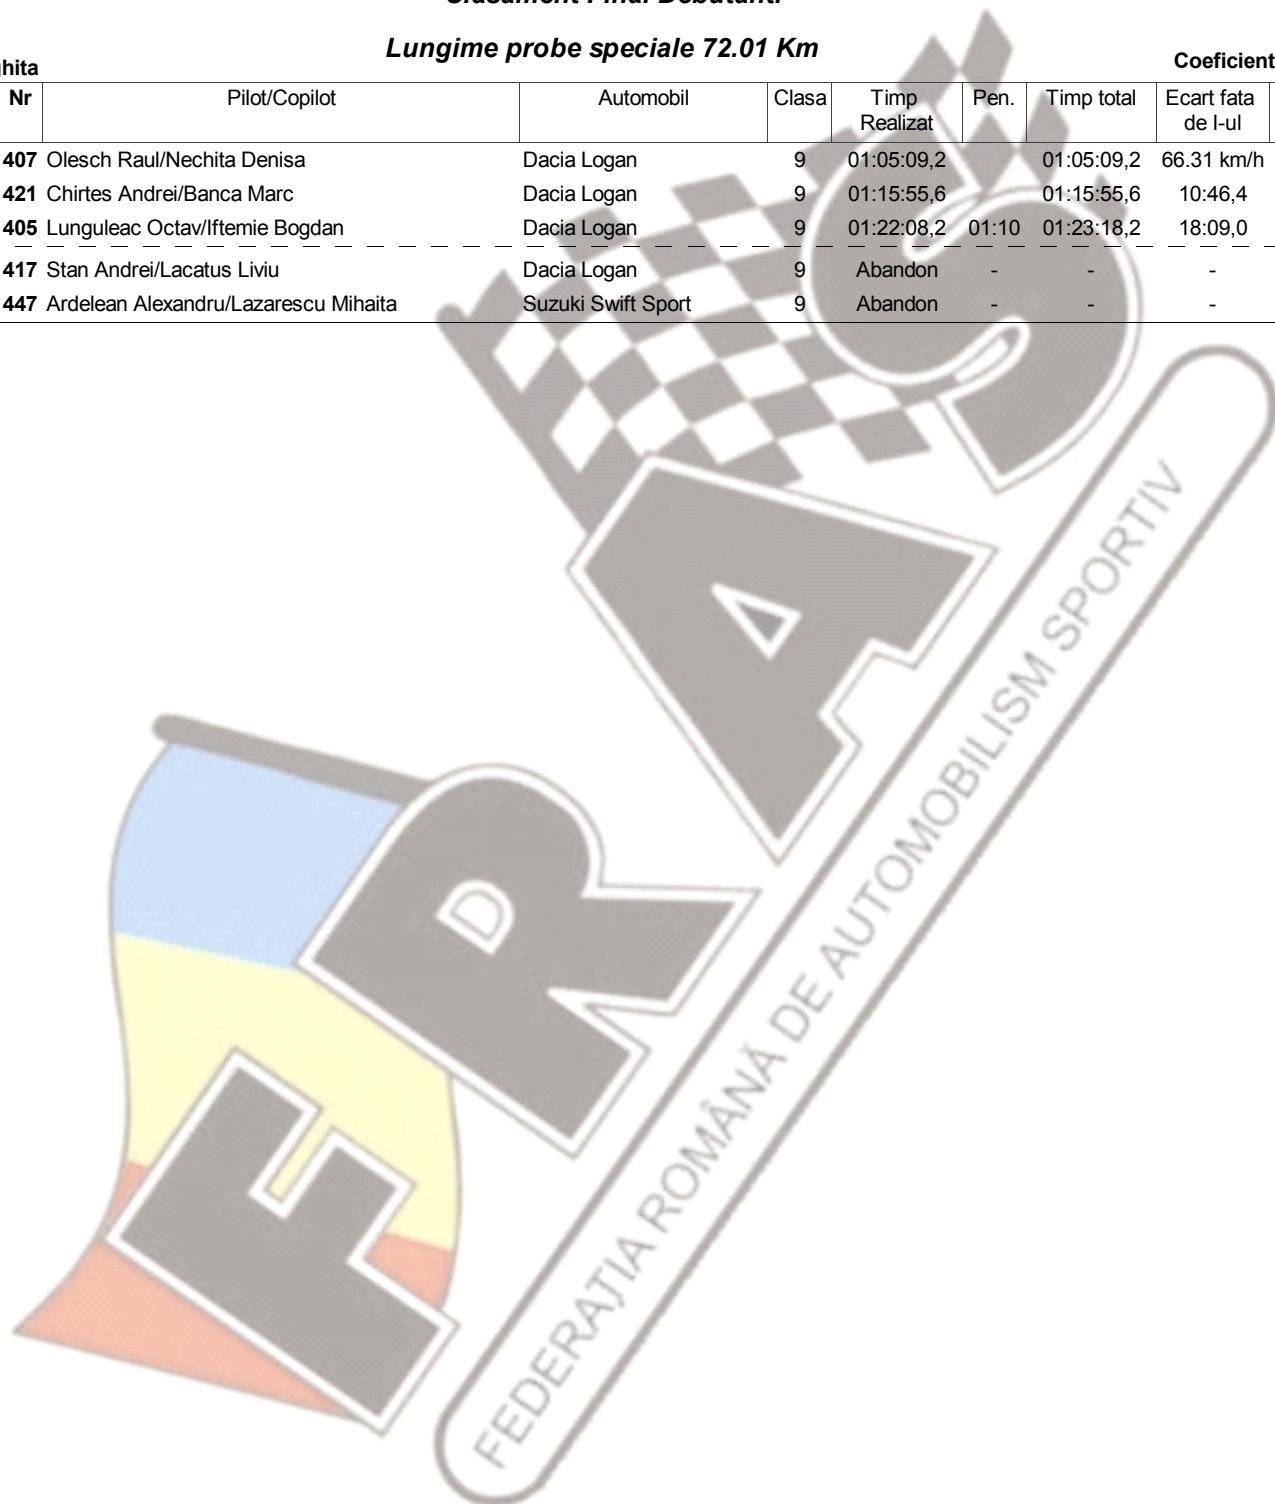 Clasament Final Debutanti
Lungime probe speciale 72.01 Km
ghita
Coeficient
Nr Pilot/Copilot Automobil Clasa Timp Realizat Pen. Timp total Ecart fata de I-ul
407 Olesch Raul/Nechita Denisa Dacia Logan 9 01:05:09,2 01:05:09,2 66.31 km/h
421 Chirtes Andrei/Banca Marc Dacia Logan 9 01:15:55,6 01:15:55,6 10:46,4
405 Lunguleac Octav/Iftemie Bogdan Dacia Logan 9 01:22:08,2 01:10 01:23:18,2 18:09,0
417 Stan Andrei/Lacatus Liviu Dacia Logan 9 Abandon - - -
447 Ardelean Alexandru/Lazarescu Mihaita Suzuki Swift Sport 9 Abandon - - -
FRAS
FEDERAȚIA ROMÂNĂ DE AUTOMOBILISM SPORTIV